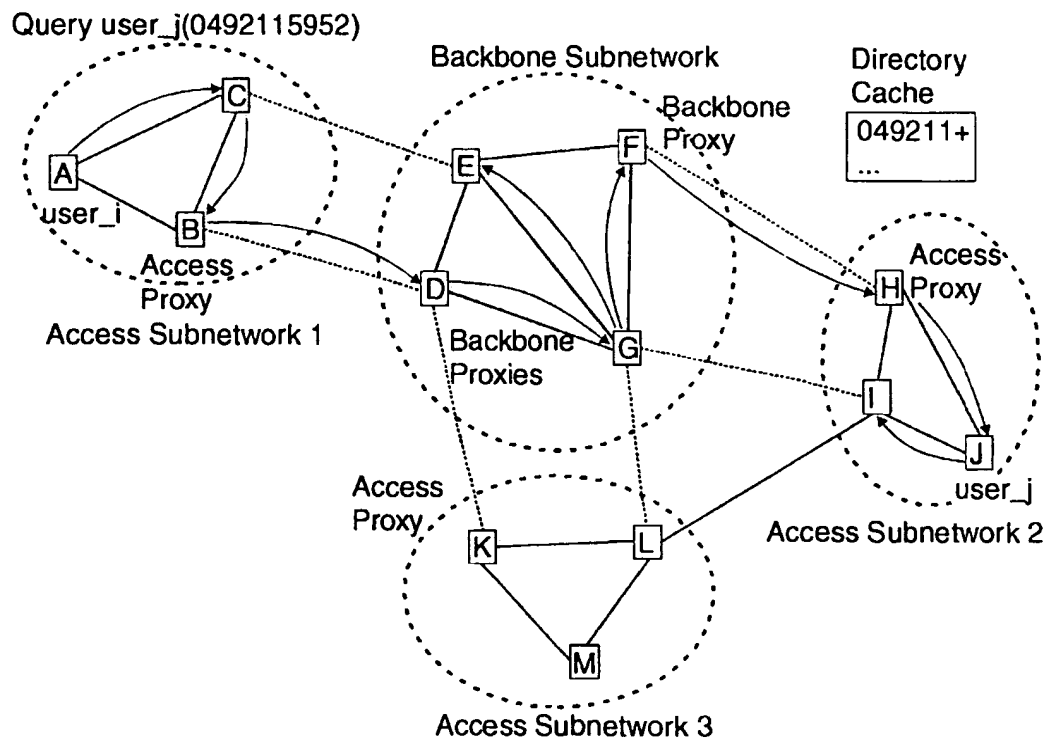 Query user_j(0492115952)
C
A
user_i
B
Access
Proxy
Access Subnetwork 1
Backbone Subnetwork
Backbone
Proxy
E
F
D
G
Backbone
Proxies
Directory
Cache
049211+
...
H
Access
Proxy
I
J
user_j
Access Subnetwork 2
Access
Proxy
K
L
M
Access Subnetwork 3